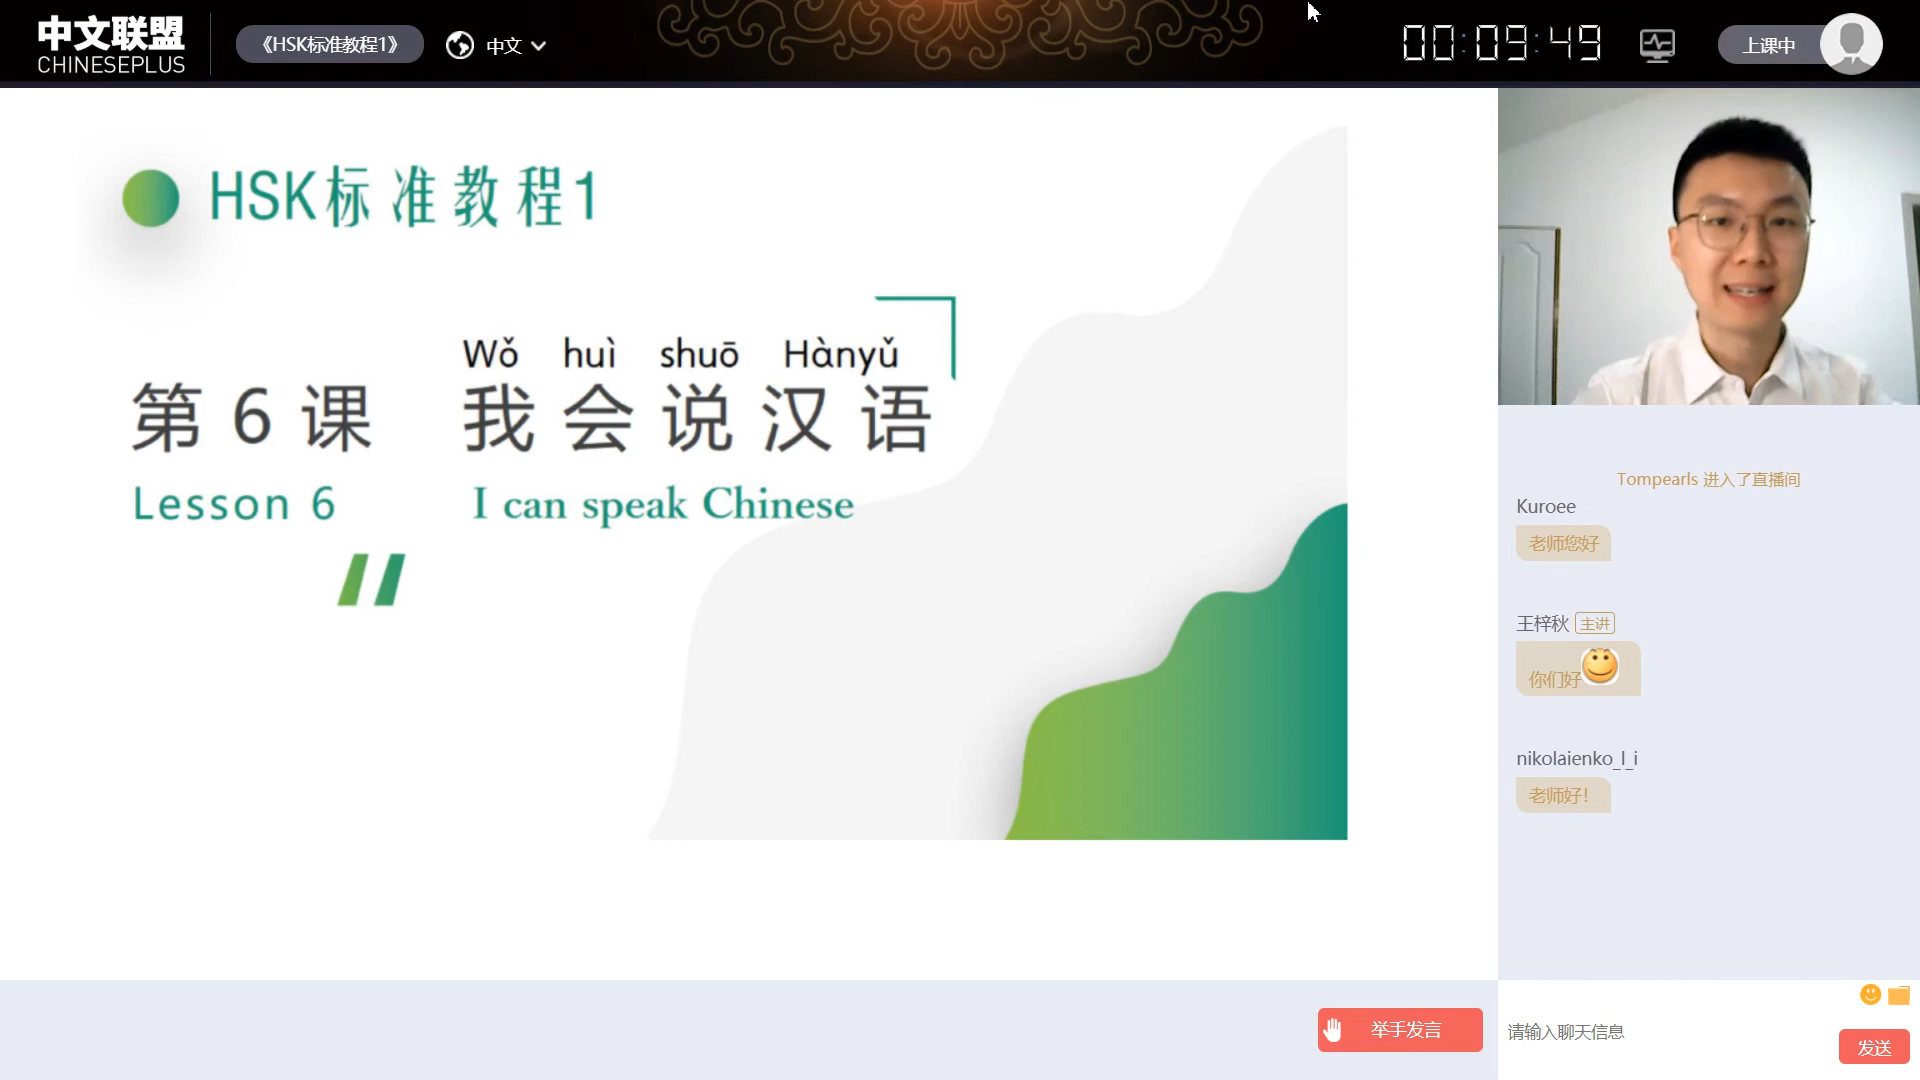 中文联盟
CHINESEPLUS
《HSK标准教程1》
中文
00:09:49
上课中
HSK标准教程1
Wǒ huì shuō Hànyǔ
第6课 我会说汉语
Lesson 6 I can speak Chinese
Tompearls 进入了直播间
Kuroee
老师您好
王梓秋 主讲
你们好
nikolaienko_l_i
老师好!
举手发言
请输入聊天信息
发送